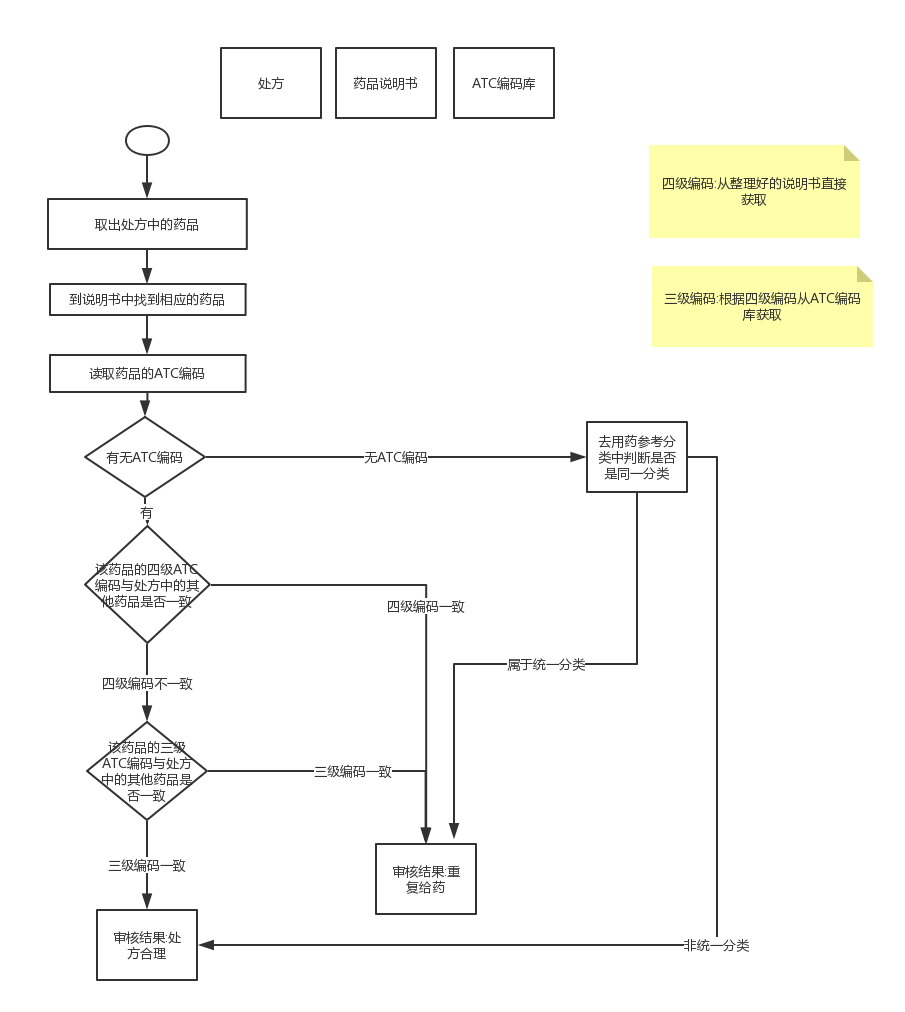 处方
药品说明书
ATC编码库
四级编码:从整理好的说明书直接
获取
取出处方中的药品
三级编码:根据四级编码从ATC编码
库获取
到说明书中找到相应的药品
读取药品的ATC编码
有无ATC编码
无ATC编码
去用药参考分
类中判断是否
是同一分类
有
该药品的四级ATC
编码与处方中的其
他药品是否一致
四级编码一致
属于统一分类
四级编码不一致
该药品的三级
ATC编码与处方
中的其他药品是
否一致
三级编码一致
三级编码一致
审核结果:重
复给药
审核结果:处
方合理
非统一分类